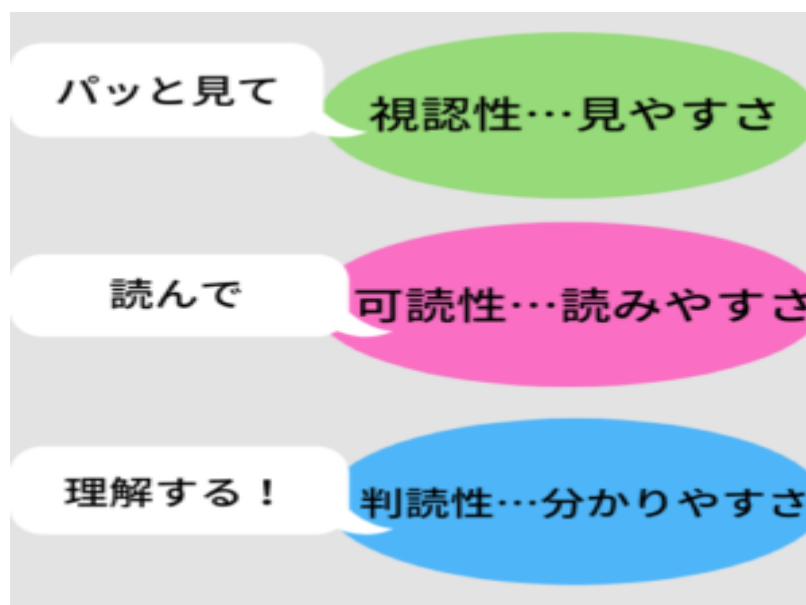 パッと見て
視認性…見やすさ
読んで
可読性…読みやすさ
理解する！
判読性…分かりやすさ